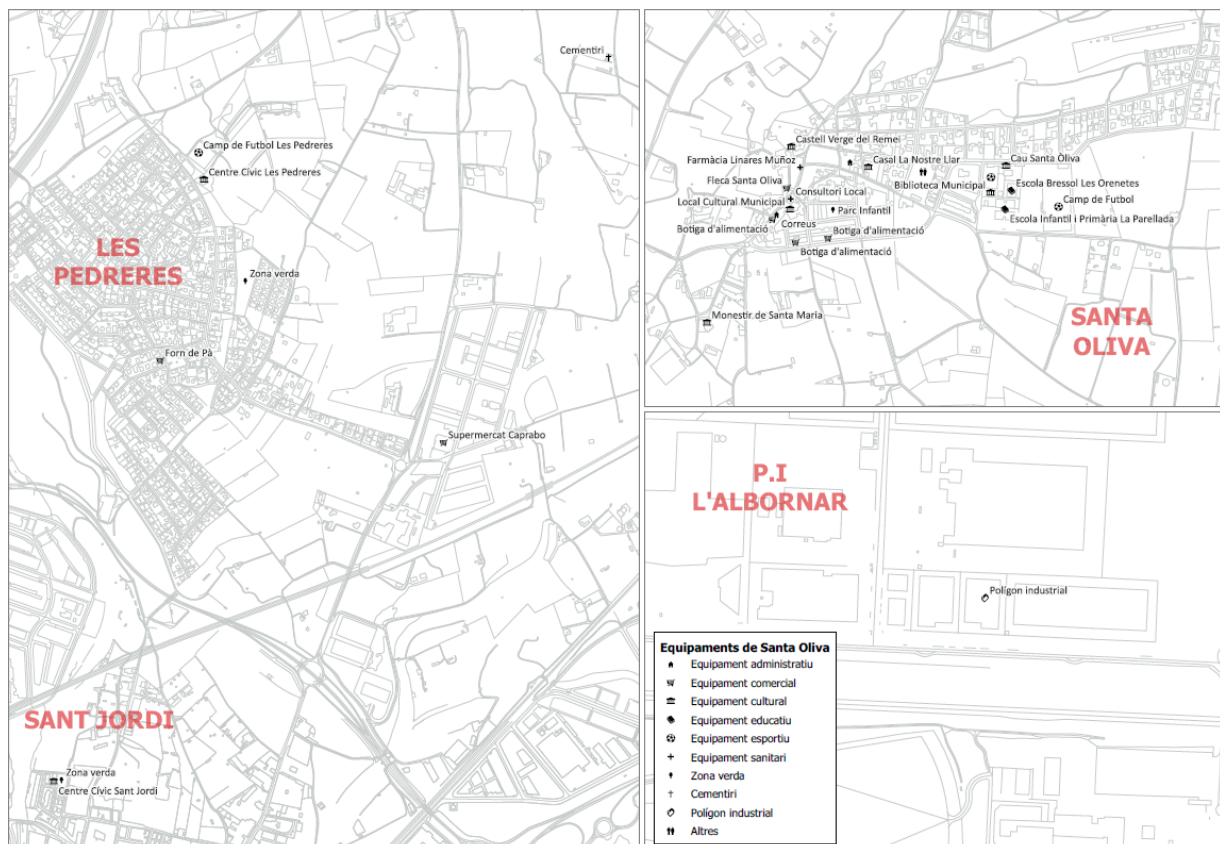 Cementiri
Camp de Futbol Les Pedreres
Centre Cívic Les Pedreres
LES
PEDRERES
Zona verda
Forn de Pà
Supermercat Caprabo
SANT JORDI
Zona verda
Centre Cívic Sant Jordi
Castell Verge del Remei
Farmàcia Linares Muñoz
Casal La Nostre Llar
Cau Santa Òliva
Fleca Santa Oliva
Consultori Local
Biblioteca Municipal
Escola Bressol Les Orenetes
Local Cultural Municipal
Parc Infantil
Camp de Futbol
Escola Infantil i Primària La Parellada
Botiga d'alimentació
Correus
Botiga d'alimentació
Botiga d'alimentació
Monestir de Santa Maria
SANTA
OLIVA
P.I
L'ALBORNAR
Polígon industrial
Equipaments de Santa Oliva
Equipament administratiu
Equipament comercial
Equipament cultural
Equipament educatiu
Equipament esportiu
Equipament sanitari
Zona verda
Cementiri
Polígon industrial
Altres